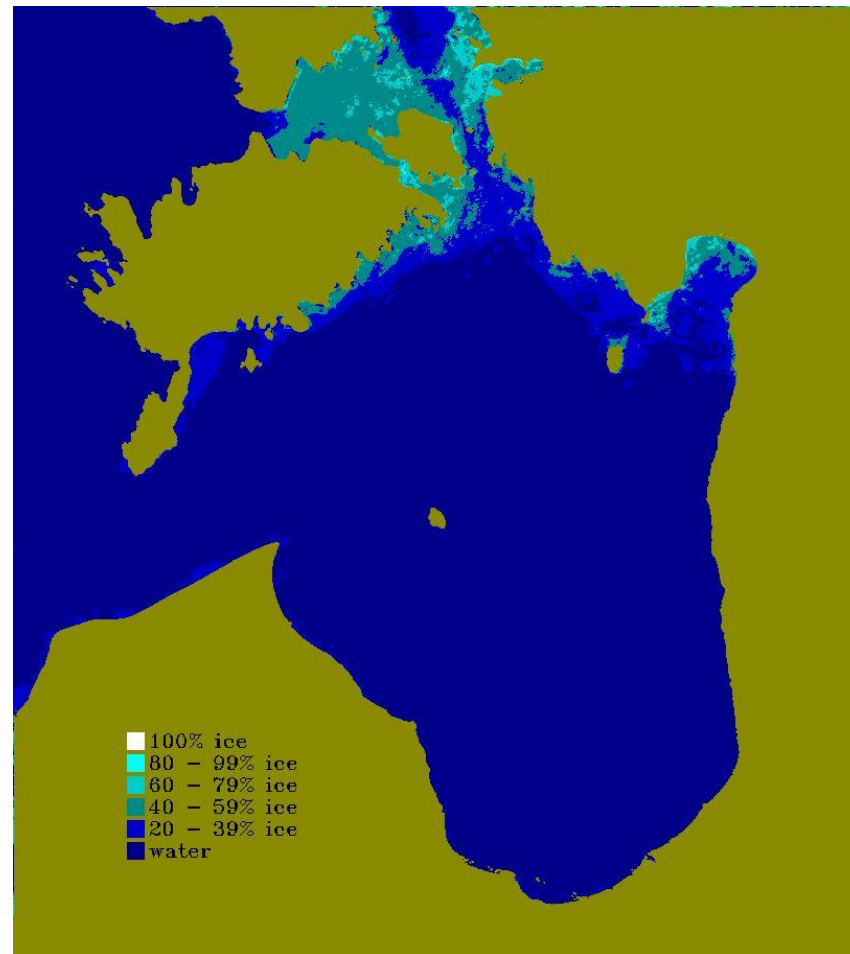 100% ice
80 - 99% ice
60 - 79% ice
40 - 59% ice
20 - 39% ice
water